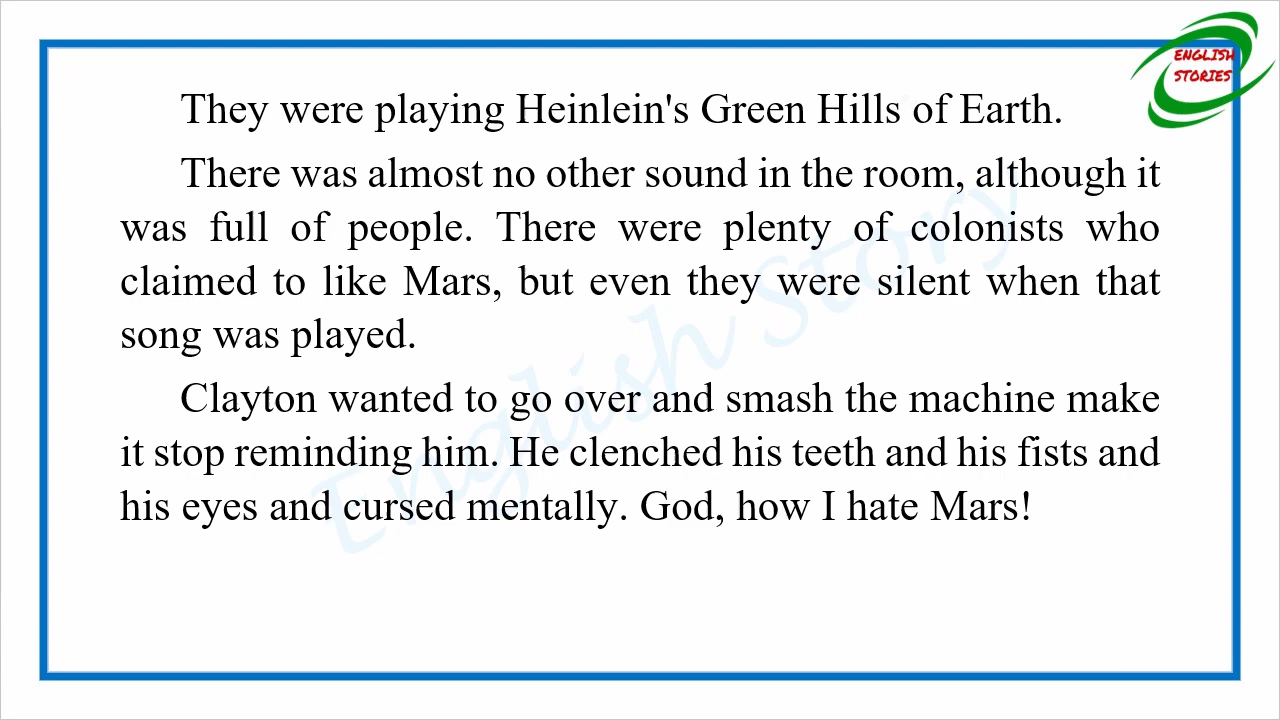 ENGLISH
STORIES
They were playing Heinlein's Green Hills of Earth.
There was almost no other sound in the room, although it
was full of people. There were plenty of colonists who
claimed to like Mars, but even they were silent when that
song was played.
Clayton wanted to go over and smash the machine make
it stop reminding him. He clenched his teeth and his fists and
his eyes and cursed mentally. God, how I hate Mars!
English Story